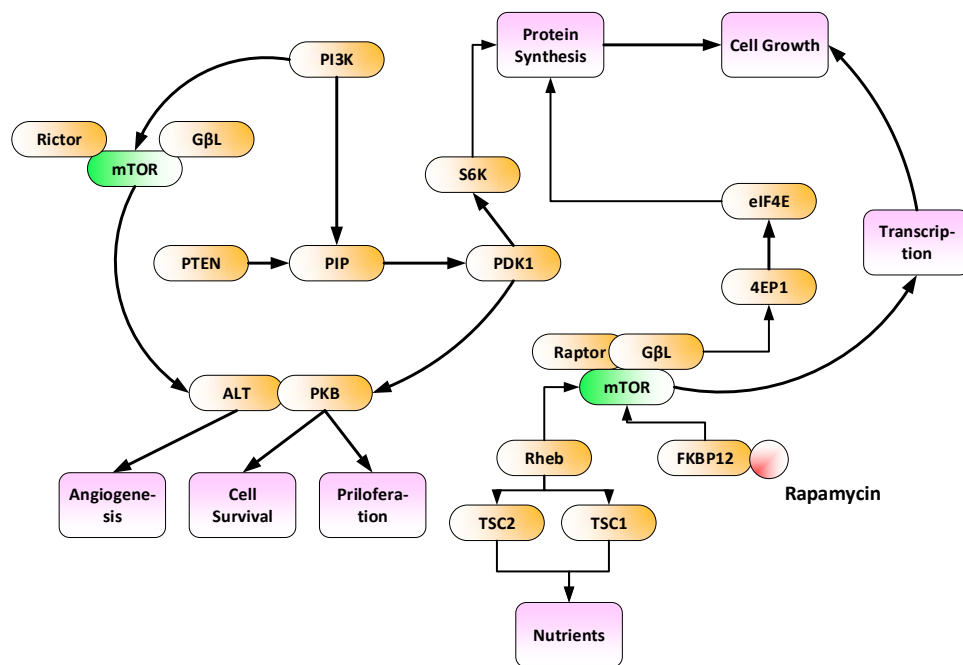 Protein
Synthesis
Cell Growth
PI3K
Rictor
GβL
mTOR
S6K
eIF4E
Transcrip-
tion
PTEN
PIP
PDK1
4EP1
Raptor
GβL
mTOR
ALT
PKB
Rheb
FKBP12
Rapamycin
Angiogene-
sis
Cell
Survival
Prilofera-
tion
TSC2
TSC1
Nutrients